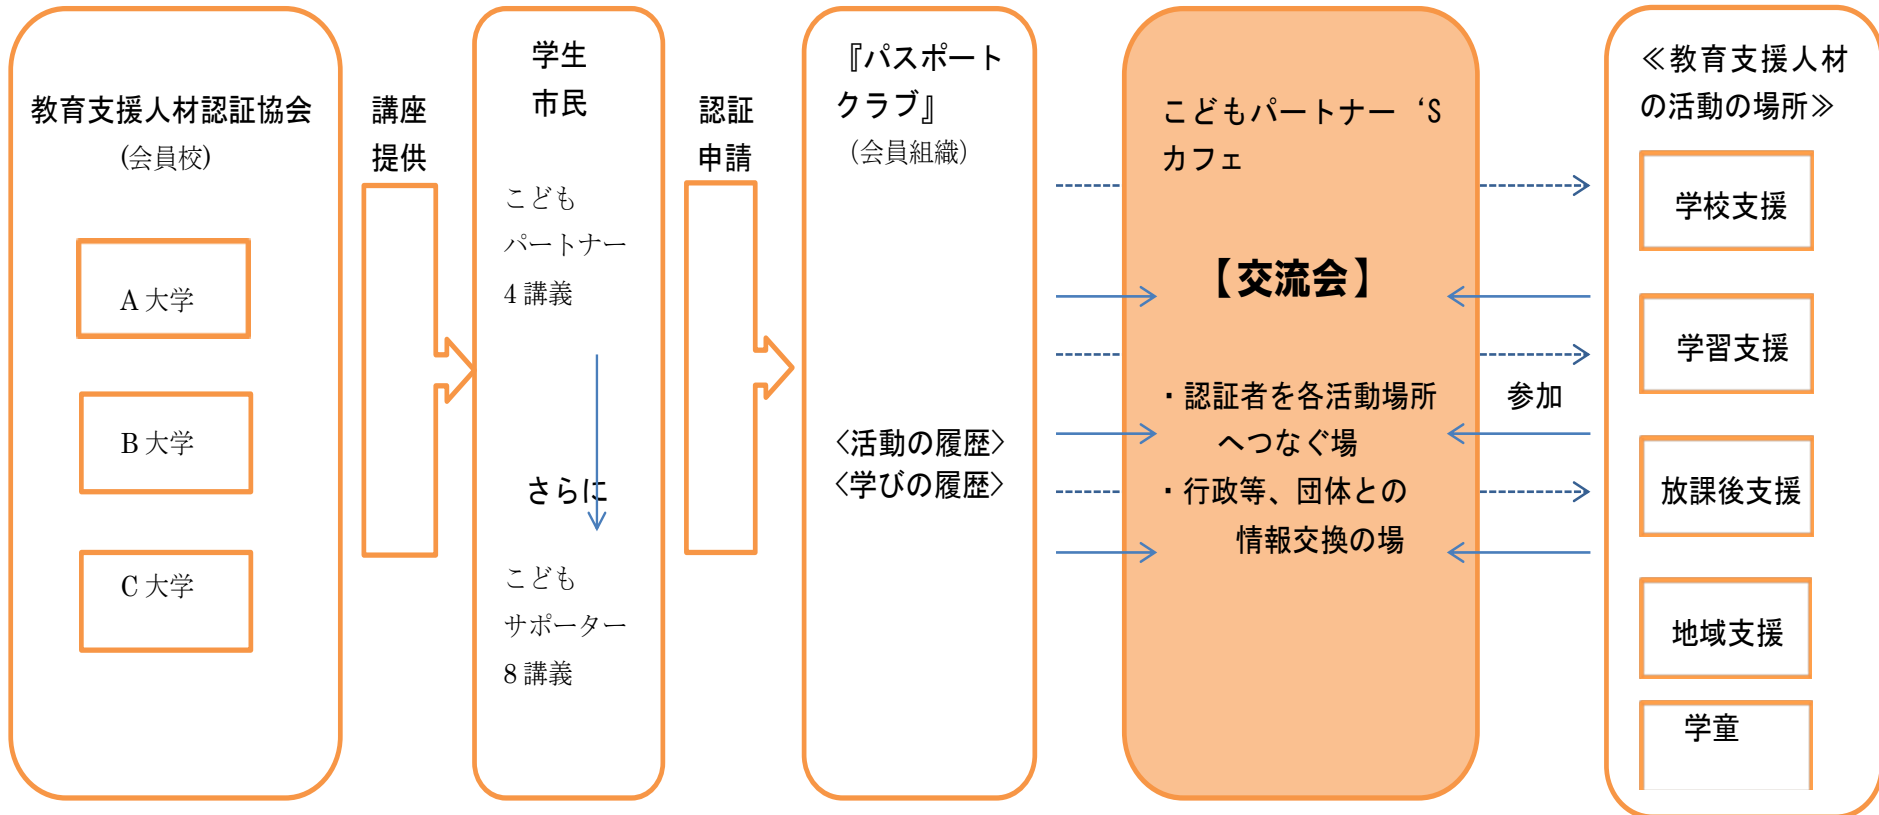 教育支援人材認証協会
(会員校)
A 大学
B 大学
C 大学
講座
提供
学生
市民
こども
パートナー
4 講義
さらに
こども
サポーター
8 講義
認証
申請
『パスポート
クラブ』
（会員組織）
〈活動の履歴〉
〈学びの履歴〉
こどもパートナー‘S
カフェ
【交流会】
・認証者を各活動場所
へつなぐ場
・行政等、団体との
情報交換の場
参加
≪教育支援人材
の活動の場所≫
学校支援
学習支援
放課後支援
地域支援
学童